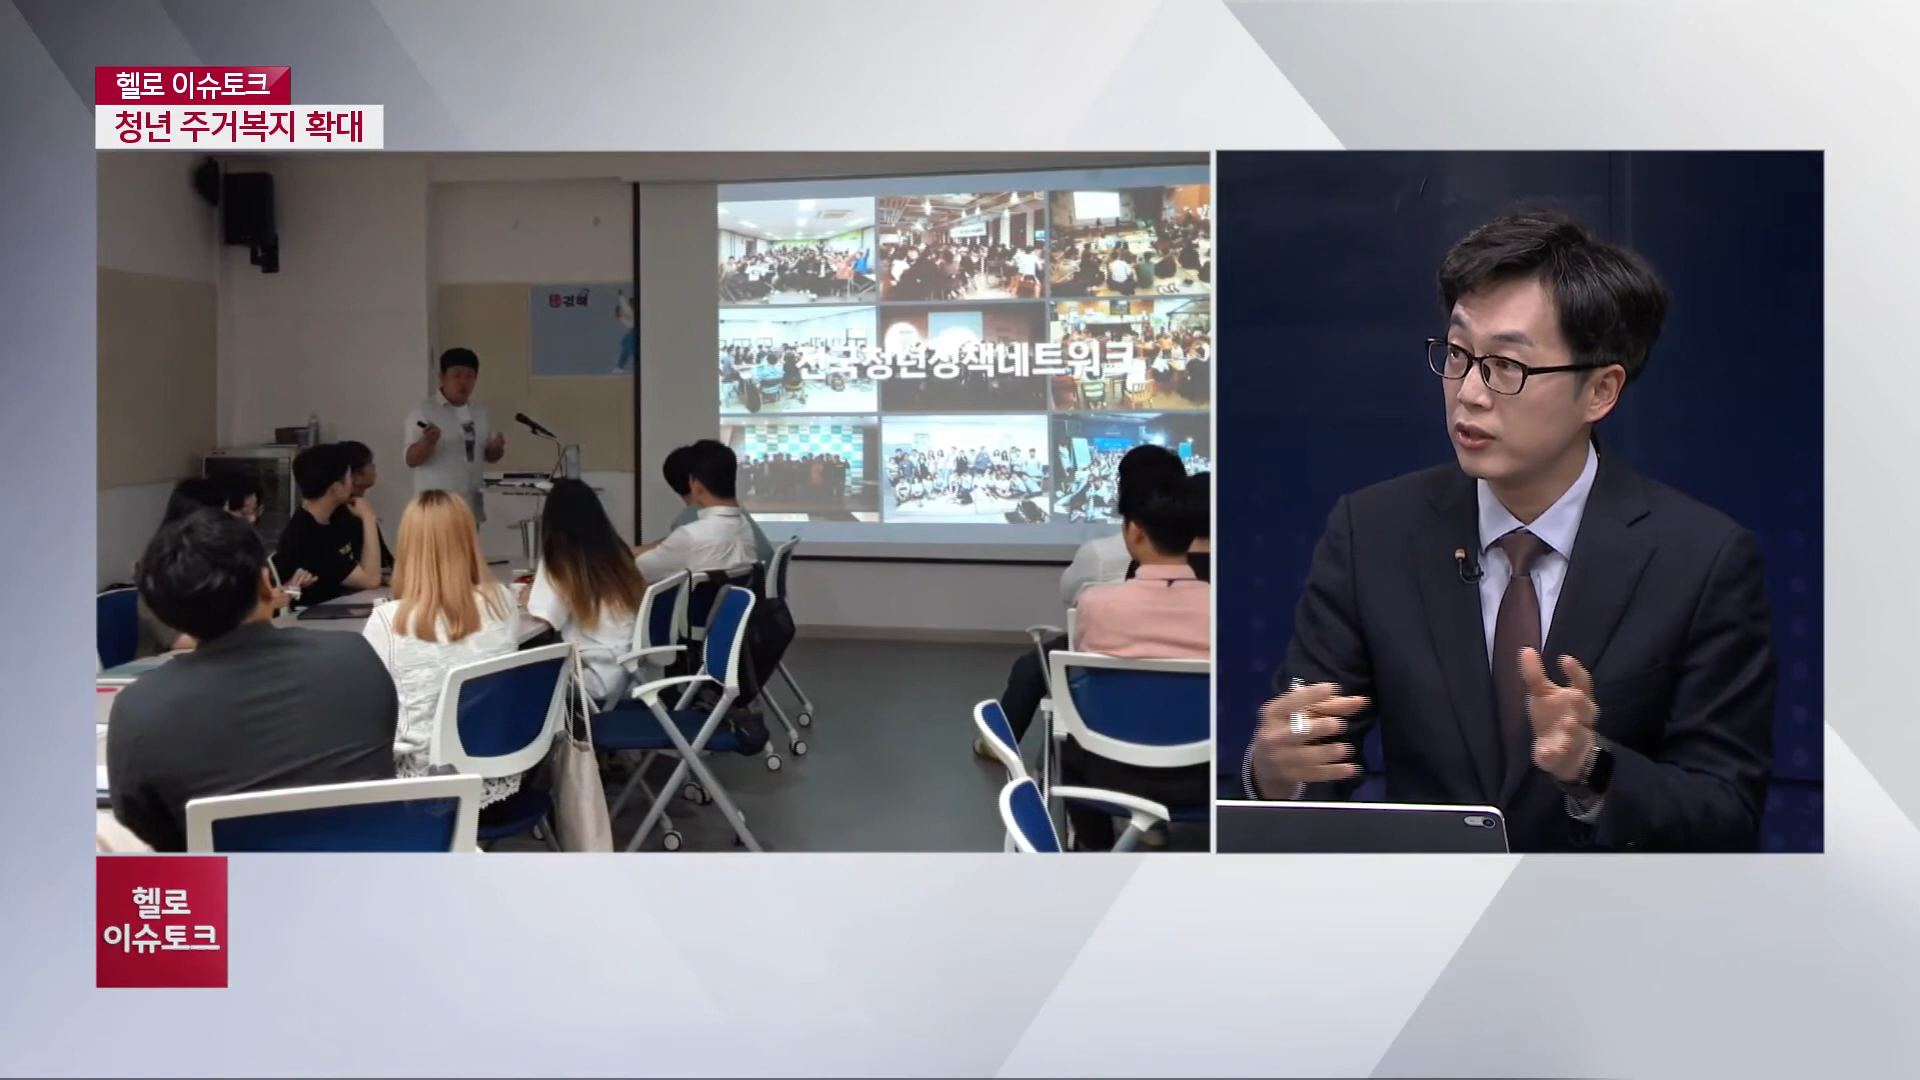 헬로 이슈토크
청년 주거복지 확대
전국청년정책네트워크
헬로
이슈토크